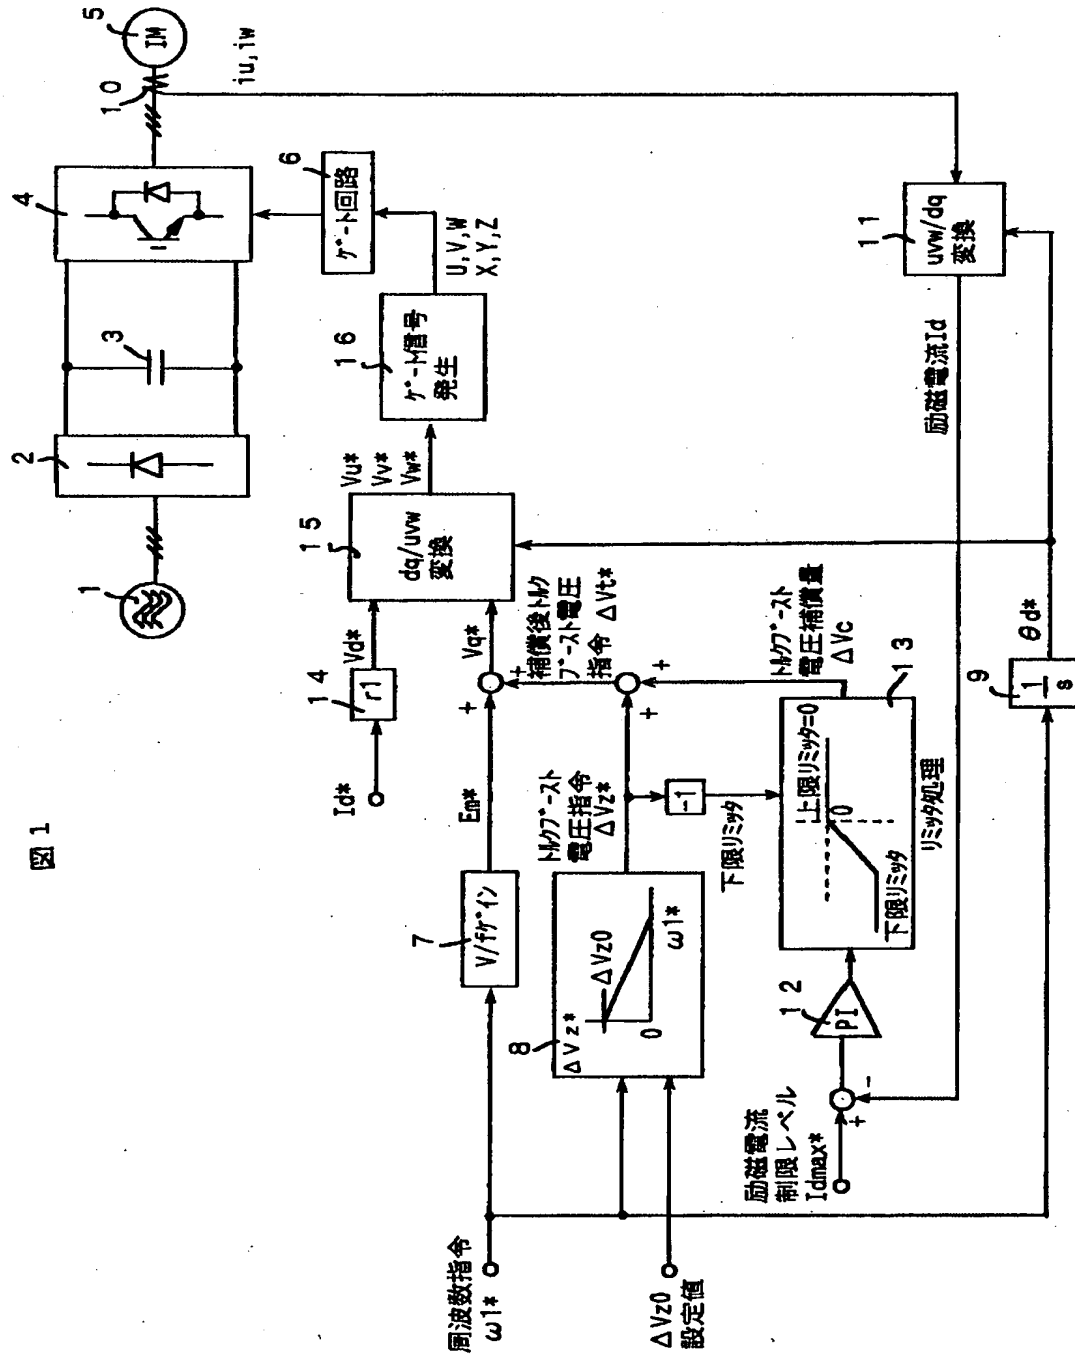 図1
1
2
3
4
5
IM
10
iu,iw
6
ゲート回路
U,V,W
X,Y,Z
16
ゲート信号
発生
Vu*
Vv*
Vw*
15
dq/uvw
変換
Vd*
14
r1
Id*
Vq*
Em*
+
+
補償後トルク
ブースト電圧
指令 ΔVt*
7
V/fゲイン
周波数指令
ω1*
トルクブースト
電圧指令
ΔVz*
+
+
8
ΔVz*
ΔVz0
0
ω1*
ΔVz0
設定値
-1
下限リミッタ
トルクブースト
電圧補償量
ΔVc
13
上限リミッタ=0
0
下限リミッタ
リミッタ処理
12
PI
励磁電流
制限レベル
Idmax*
+
-
11
uvw/dq
変換
励磁電流Id
9
1
s
θd*